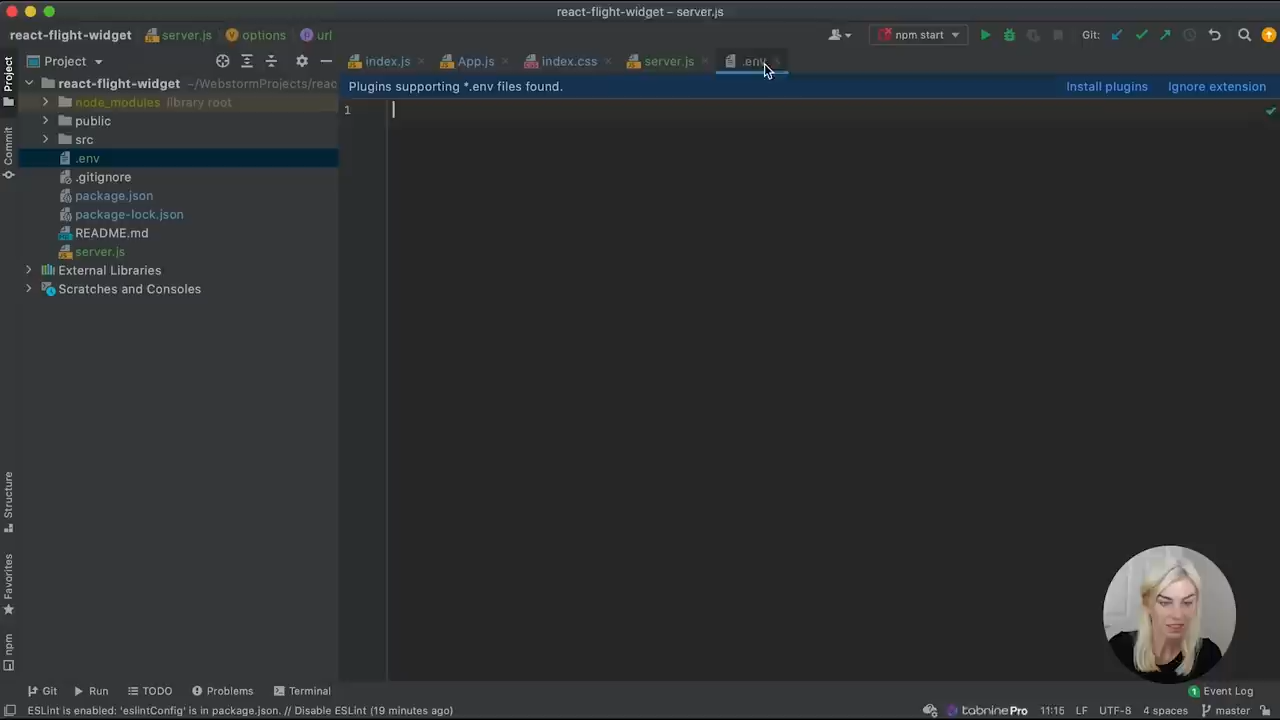 react-flight-widget – server.js
react-flight-widget server.js options url
npm start Git:
Project
index.js App.js index.css server.js .env
Plugins supporting *.env files found. Install plugins Ignore extension
react-flight-widget ~/WebstormProjects/reac
node_modules library root
public
src
.env
.gitignore
package.json
package-lock.json
README.md
server.js
External Libraries
Scratches and Consoles
1
Project
Commit
Structure
Favorites
npm
Git Run TODO Problems Terminal 1 Event Log
ESLint is enabled: 'eslintConfig' is in package.json. // Disable ESLint (19 minutes ago) tabninePro 11:15 LF UTF-8 4 spaces master